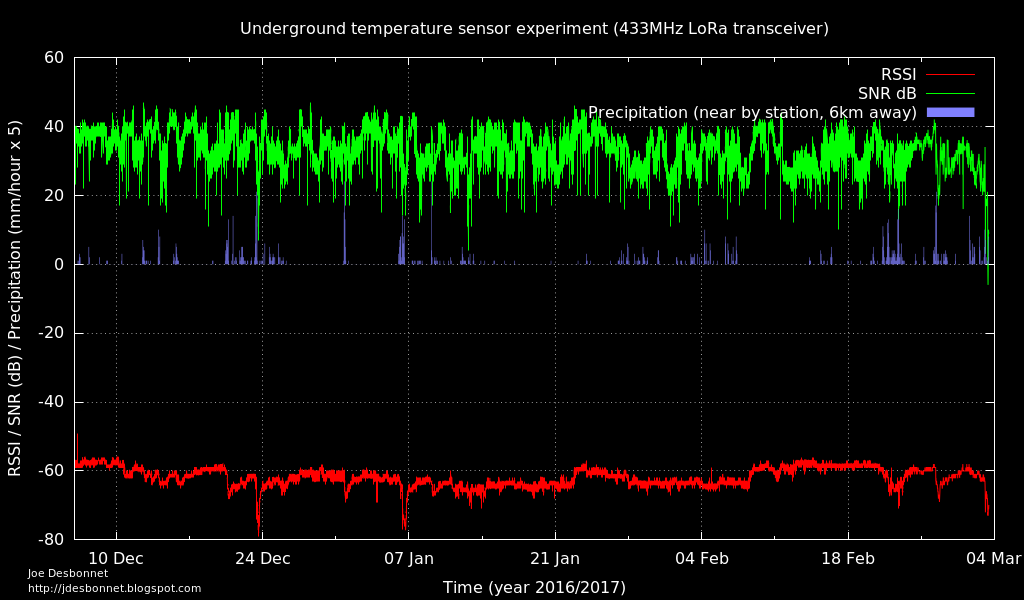 Underground temperature sensor experiment (433MHz LoRa transceiver)
RSSI / SNR (dB) / Precipitation (mm/hour x 5)
60
40
20
0
-20
-40
-60
-80
RSSI
SNR dB
Precipitation (near by station, 6km away)
10 Dec 24 Dec 07 Jan 21 Jan 04 Feb 18 Feb 04 Mar
Time (year 2016/2017)
Joe Desbonnet
http://jdesbonnet.blogspot.com